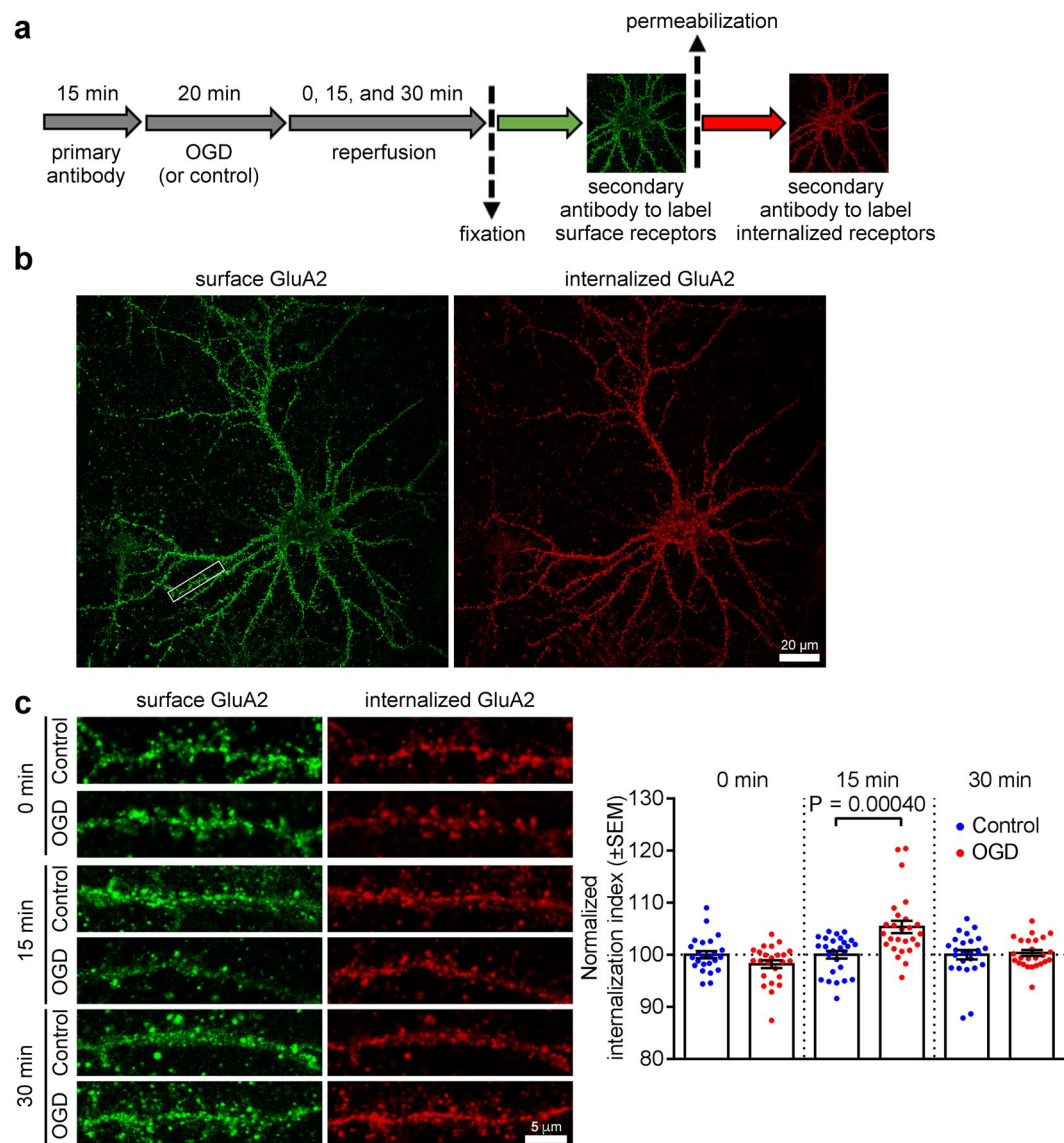 a
permeabilization
15 min
20 min
0, 15, and 30 min
primary
antibody
OGD
(or control)
reperfusion
fixation
secondary
antibody to label
surface receptors
secondary
antibody to label
internalized receptors
b
surface GluA2
internalized GluA2
20 µm
c
surface GluA2
internalized GluA2
0 min
Control
OGD
15 min
Control
OGD
30 min
Control
OGD
5 µm
Normalized
internalization index (±SEM)
130
120
110
100
90
80
0 min
15 min
30 min
P = 0.00040
Control
OGD